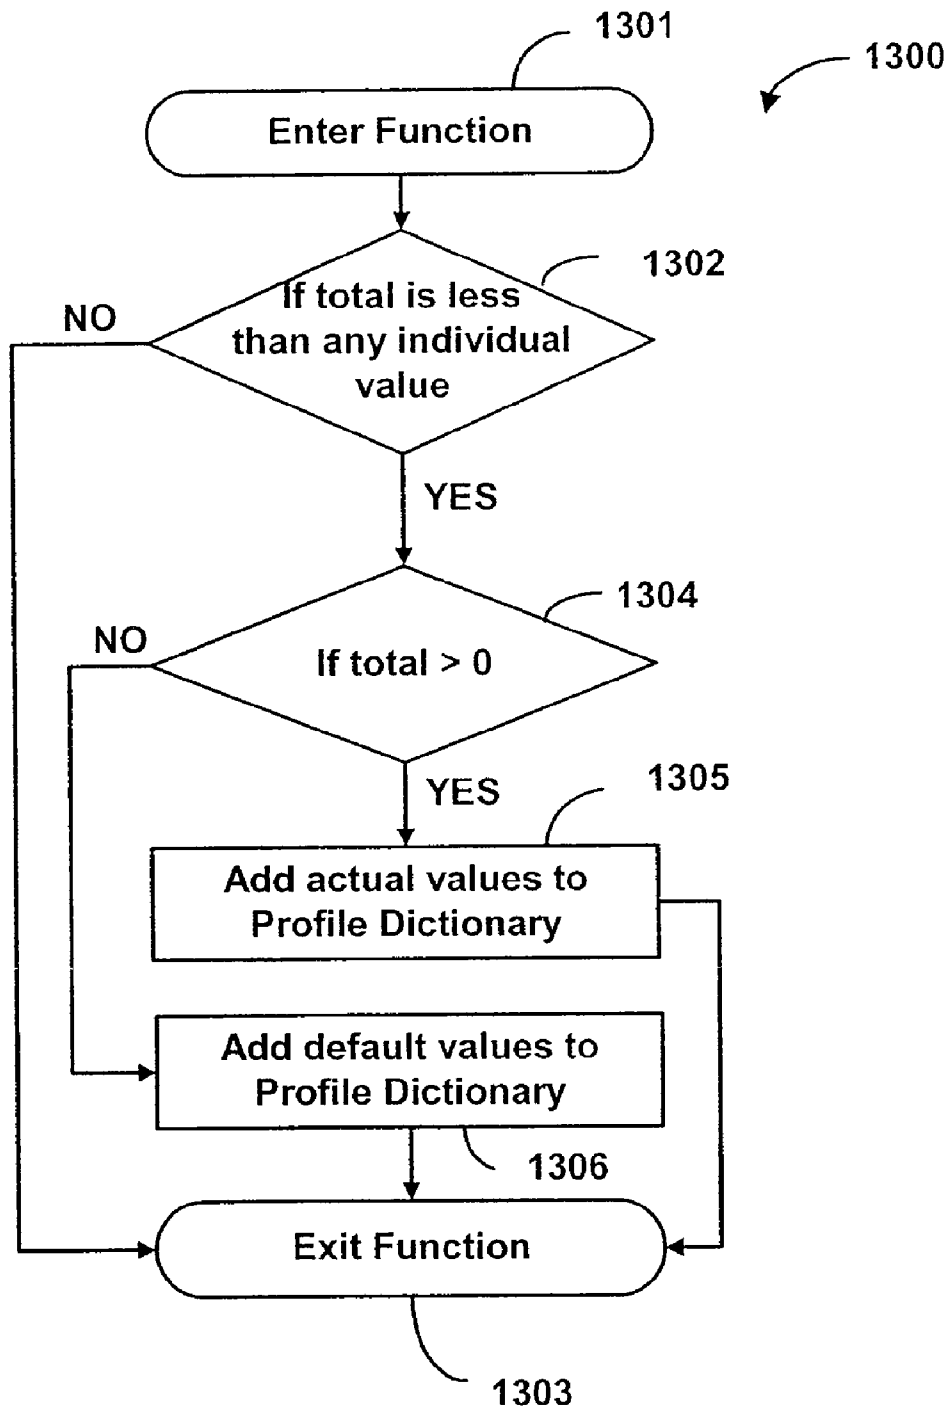 1301
1300
Enter Function
1302
If total is less
than any individual
value
NO
YES
1304
NO
If total > 0
YES
1305
Add actual values to
Profile Dictionary
Add default values to
Profile Dictionary
1306
Exit Function
1303